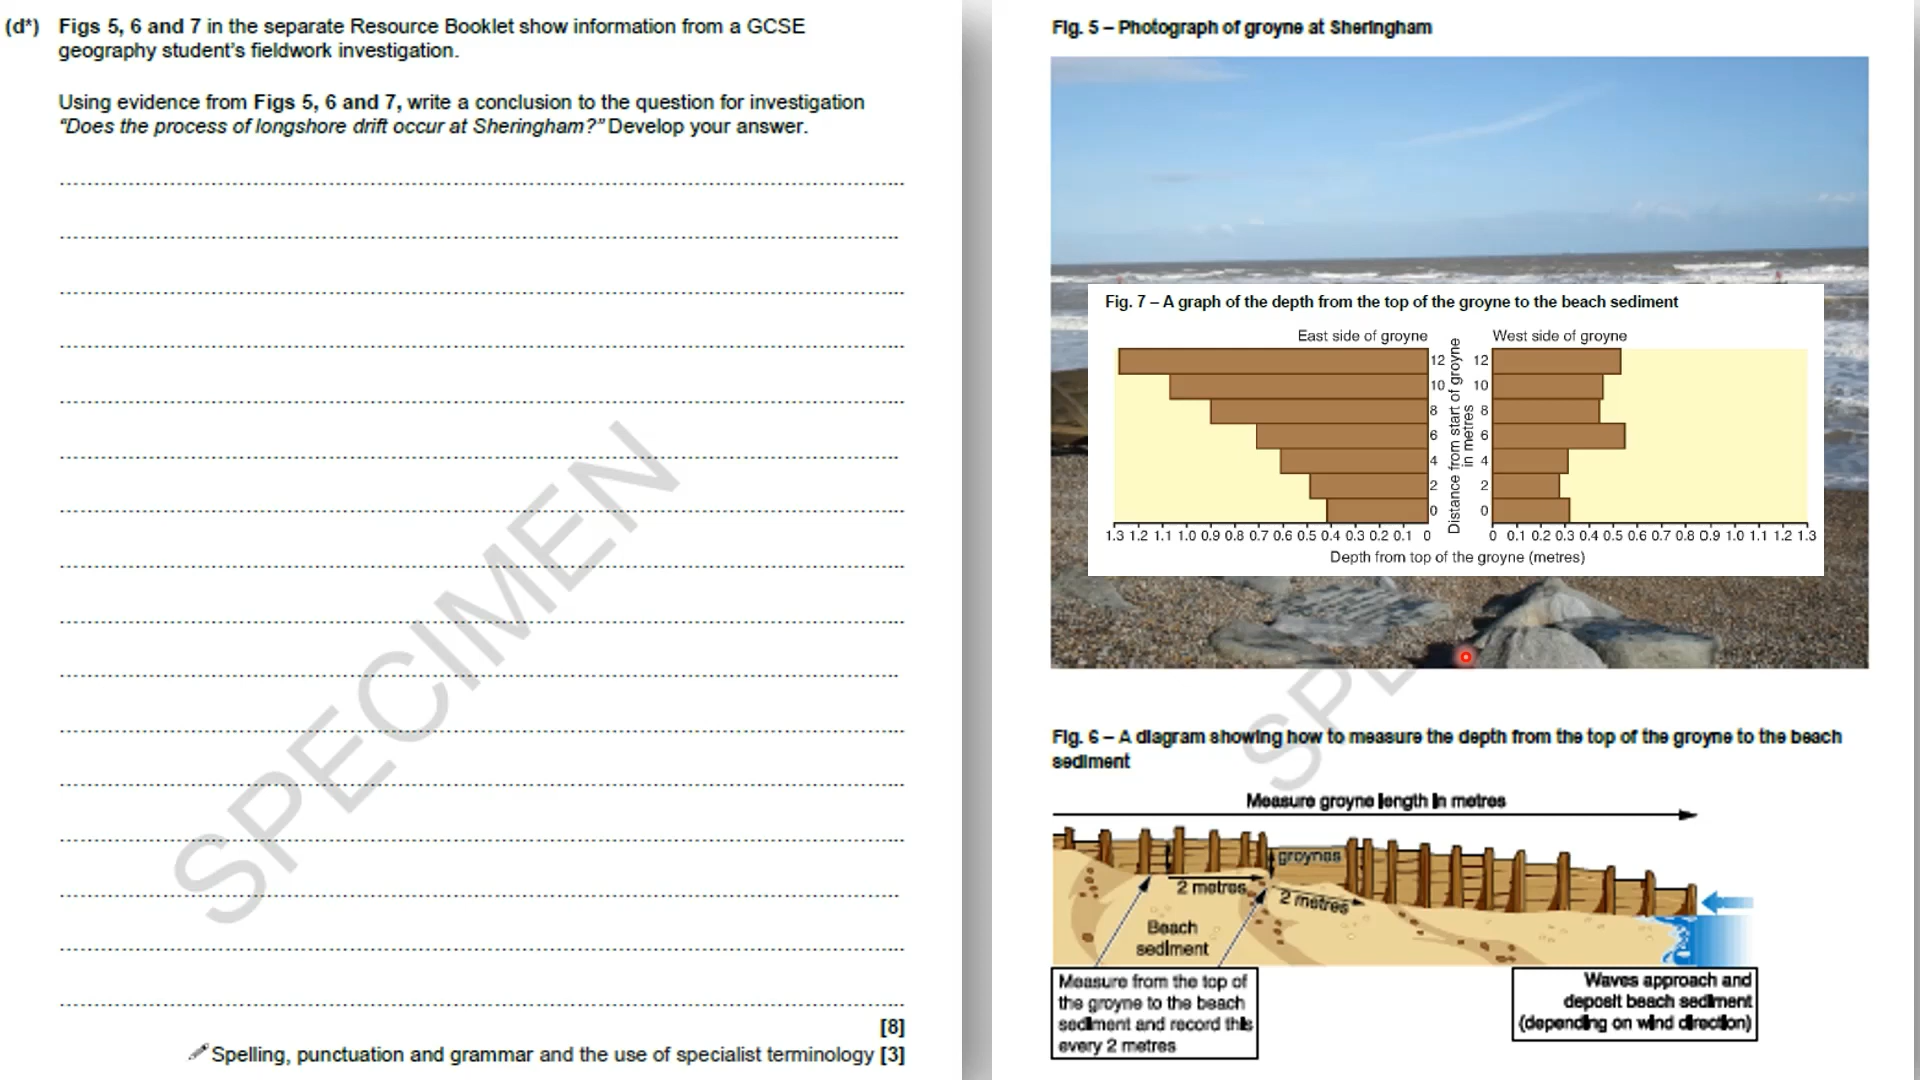 (d*) Figs 5, 6 and 7 in the separate Resource Booklet show information from a GCSE
geography student's fieldwork investigation.
Using evidence from Figs 5, 6 and 7, write a conclusion to the question for investigation
"Does the process of longshore drift occur at Sheringham?" Develop your answer.
[8]
Spelling, punctuation and grammar and the use of specialist terminology [3]
SPECIMEN
Fig. 5 – Photograph of groyne at Sheringham
Fig. 7 – A graph of the depth from the top of the groyne to the beach sediment
East side of groyne
West side of groyne
12
10
8
6
4
2
0
Distance from start of groyne
in metres
12
10
8
6
4
2
0
1.3 1.2 1.1 1.0 0.9 0.8 0.7 0.6 0.5 0.4 0.3 0.2 0.1 0
0 0.1 0.2 0.3 0.4 0.5 0.6 0.7 0.8 0.9 1.0 1.1 1.2 1.3
Depth from top of the groyne (metres)
SPE
Fig. 6 – A diagram showing how to measure the depth from the top of the groyne to the beach
sediment
Measure groyne length in metres
groynes
2 metres
2 metres
Beach
sediment
Measure from the top of
the groyne to the beach
sediment and record this
every 2 metres
Waves approach and
deposit beach sediment
(depending on wind direction)